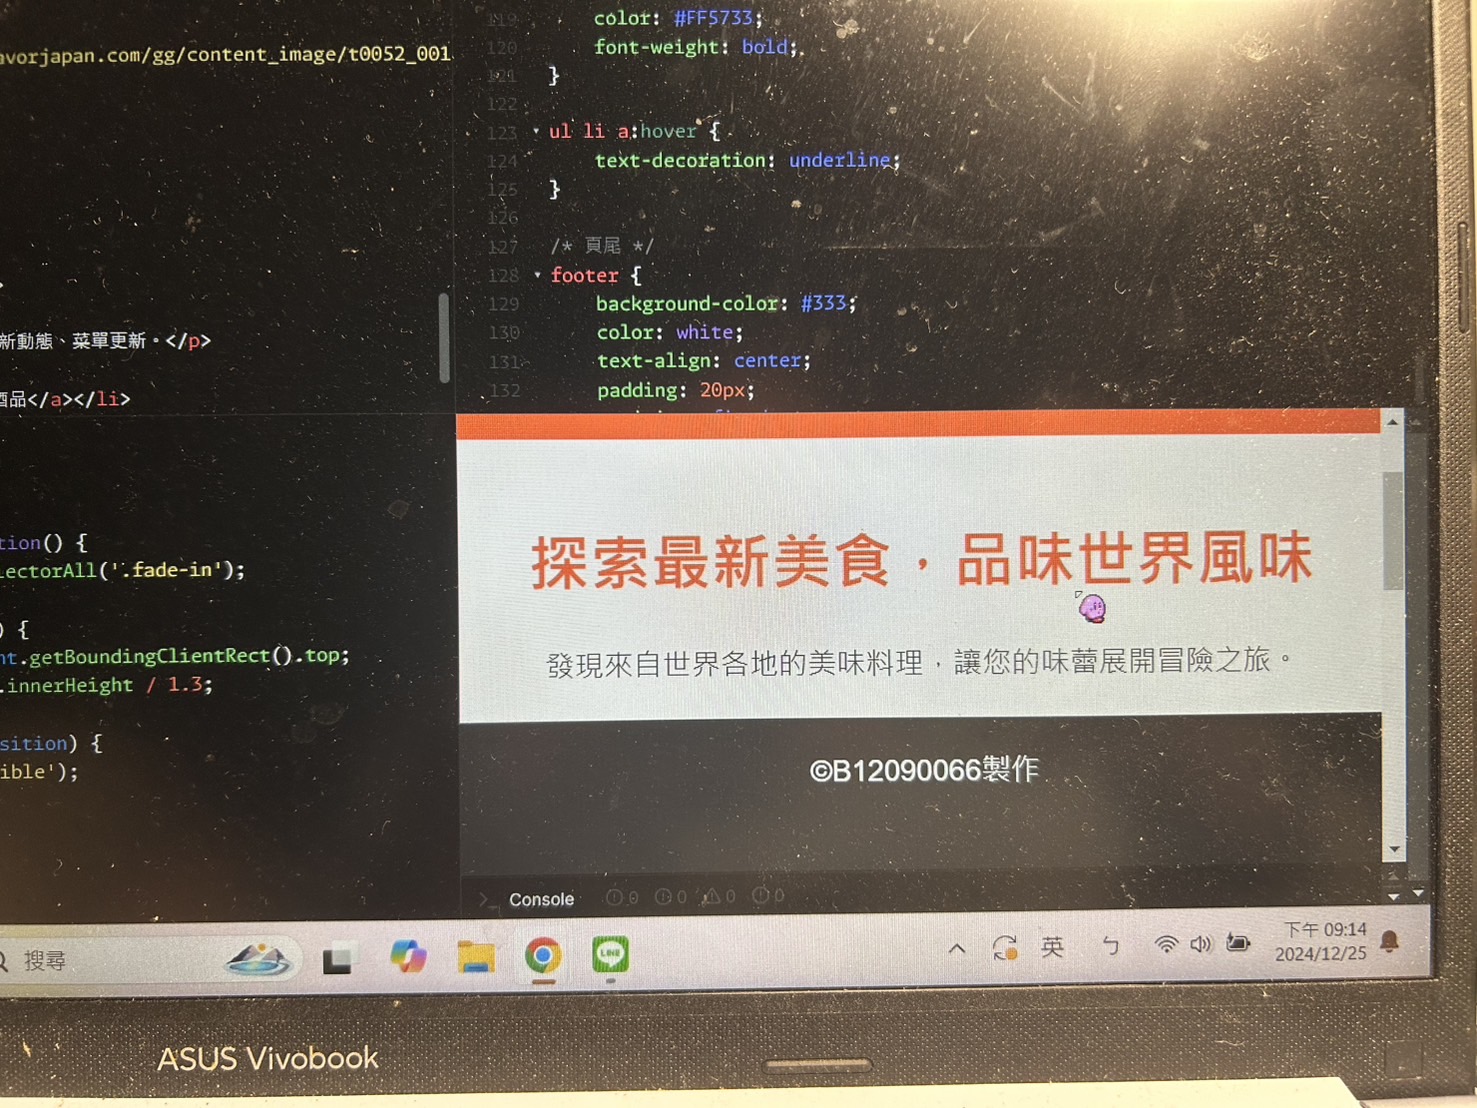 avorjapan.com/gg/content_image/t0052_001
新動態、菜單更新。</p>
酒品</a></li>
119 color: #FF5733;
120 font-weight: bold;
121 }
122
123 ul li a:hover {
124 text-decoration: underline;
125 }
126
127 /* 頁尾 */
128 footer {
129 background-color: #333;
130 color: white;
131 text-align: center;
132 padding: 20px;
tion() {
lectorAll('.fade-in');
) {
nt.getBoundingClientRect().top;
.innerHeight / 1.3;
sition) {
ible');
探索最新美食，品味世界風味
發現來自世界各地的美味料理，讓您的味蕾展開冒險之旅。
©B12090066製作
Console 0 0 0 0
搜尋
LINE
英
ㄅ
下午 09:14
2024/12/25
ASUS Vivobook